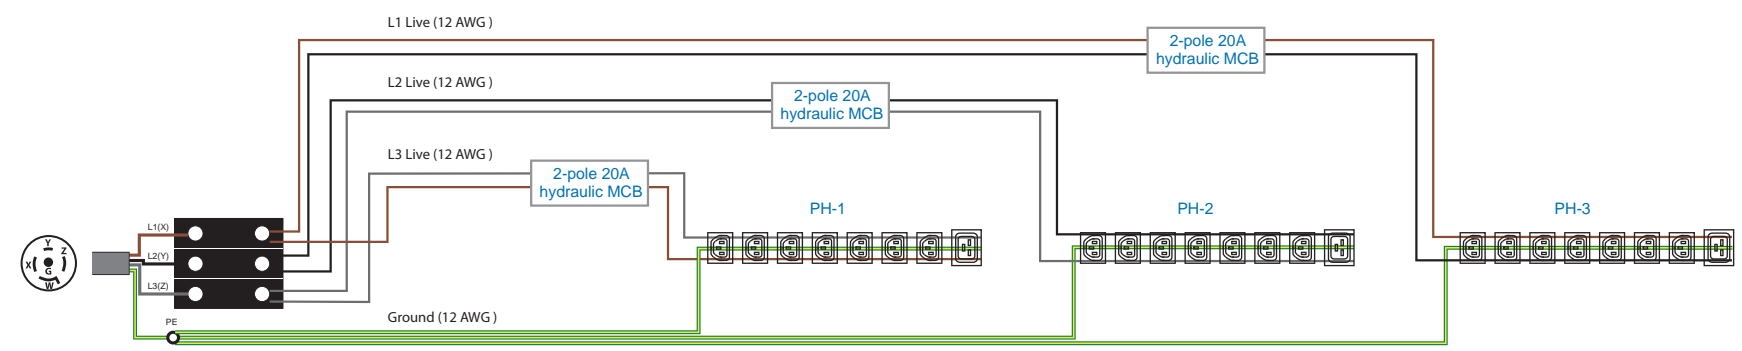 L1 Live (12 AWG )
2-pole 20A
hydraulic MCB
L2 Live (12 AWG )
2-pole 20A
hydraulic MCB
L3 Live (12 AWG )
2-pole 20A
hydraulic MCB
PH-1
PH-2
PH-3
L1(X)
L2(Y)
L3(Z)
Y
Z
X
G
W
PE
Ground (12 AWG )